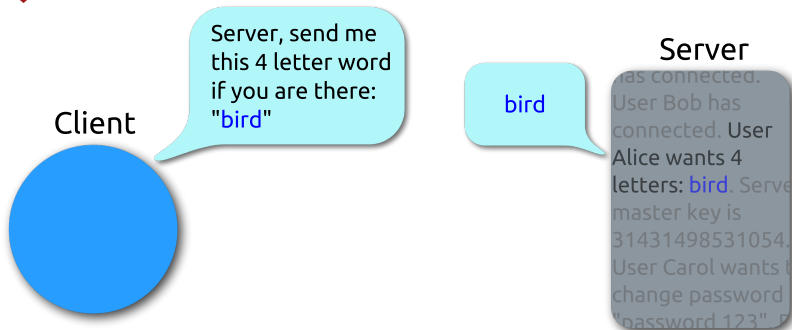 Server, send me
this 4 letter word
if you are there:
"bird"
Client
bird
Server
has connected.
User Bob has
connected. User
Alice wants 4
letters: bird. Serve
master key is
31431498531054.
User Carol wants t
change password
"password 123".